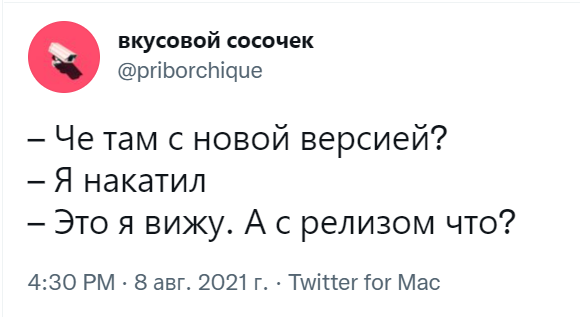 вкусовой сосочек
@priborchique
– Че там с новой версией?
– Я накатил
– Это я вижу. А с релизом что?
4:30 PM · 8 авг. 2021 г. · Twitter for Mac